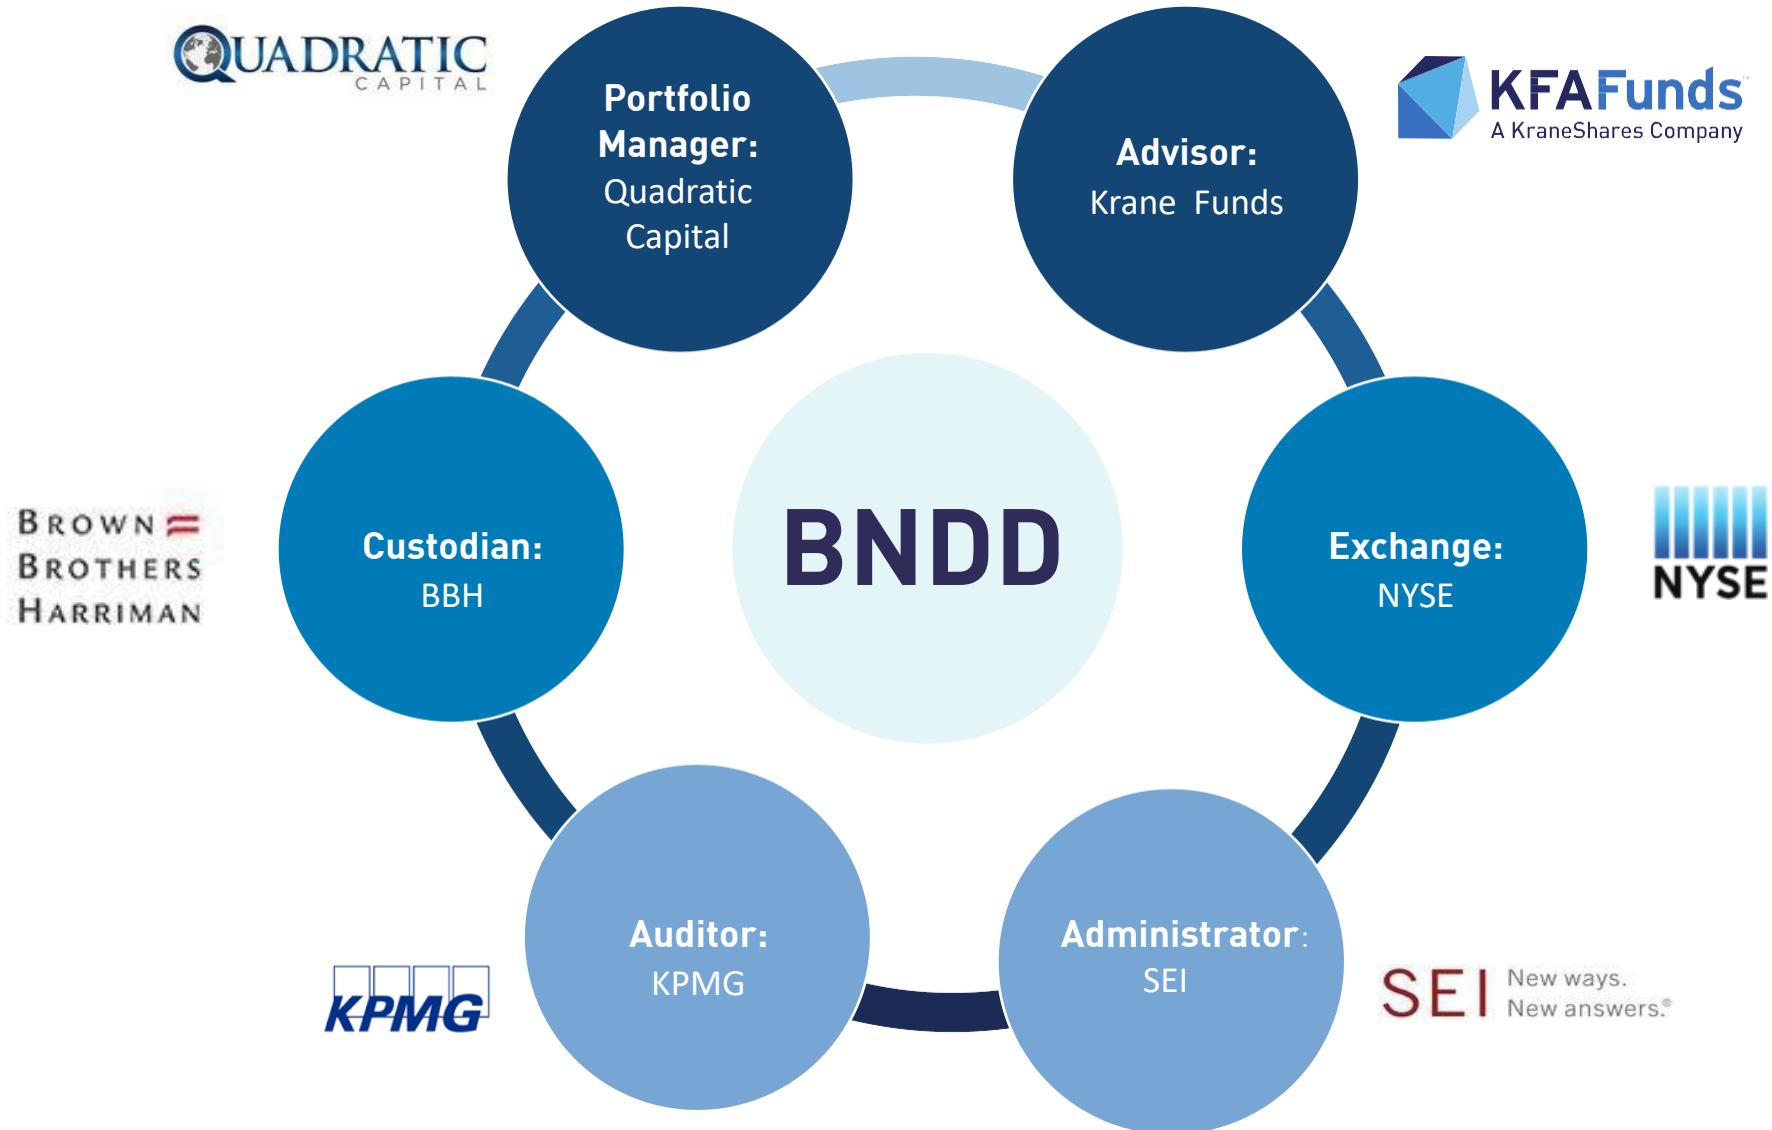 QUADRATIC
CAPITAL
Portfolio
Manager:
Quadratic
Capital
Advisor:
Krane Funds
KFAFunds™
A KraneShares Company
BROWN
BROTHERS
HARRIMAN
Custodian:
BBH
BNDD
Exchange:
NYSE
NYSE
Auditor:
KPMG
KPMG
Administrator:
SEI
SEI
New ways.
New answers.®